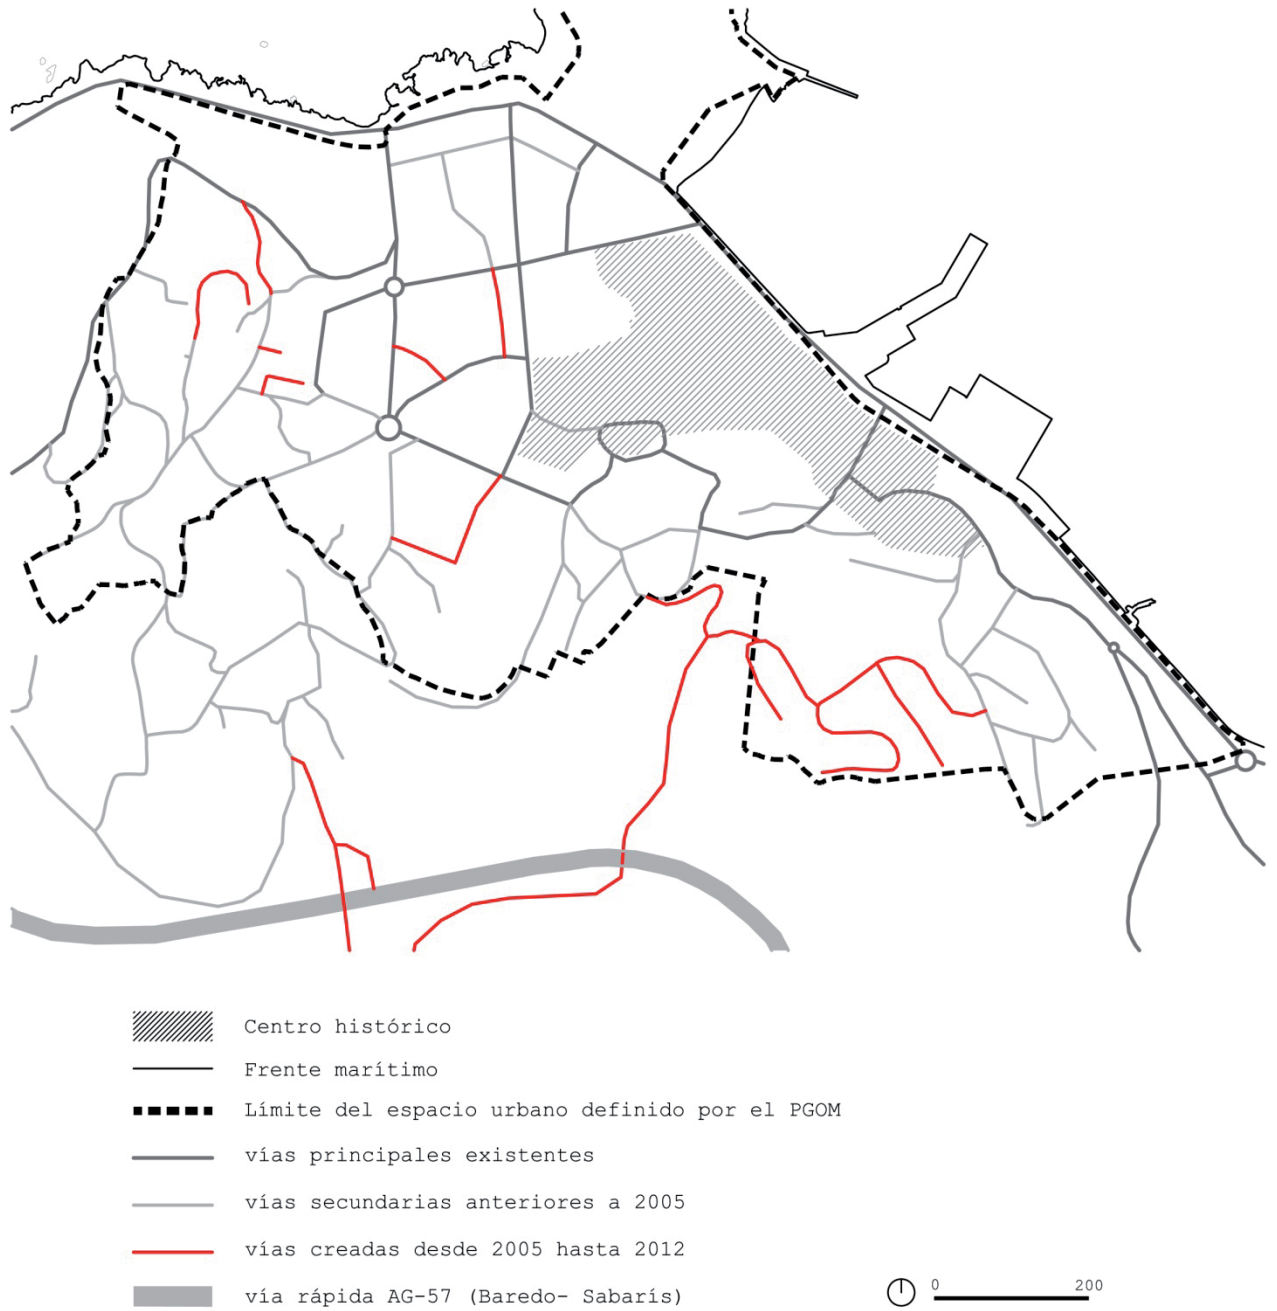 Centro histórico
Frente marítimo
Límite del espacio urbano definido por el PGOM
vías principales existentes
vías secundarias anteriores a 2005
vías creadas desde 2005 hasta 2012
vía rápida AG-57 (Baredo- Sabarís)
0 200